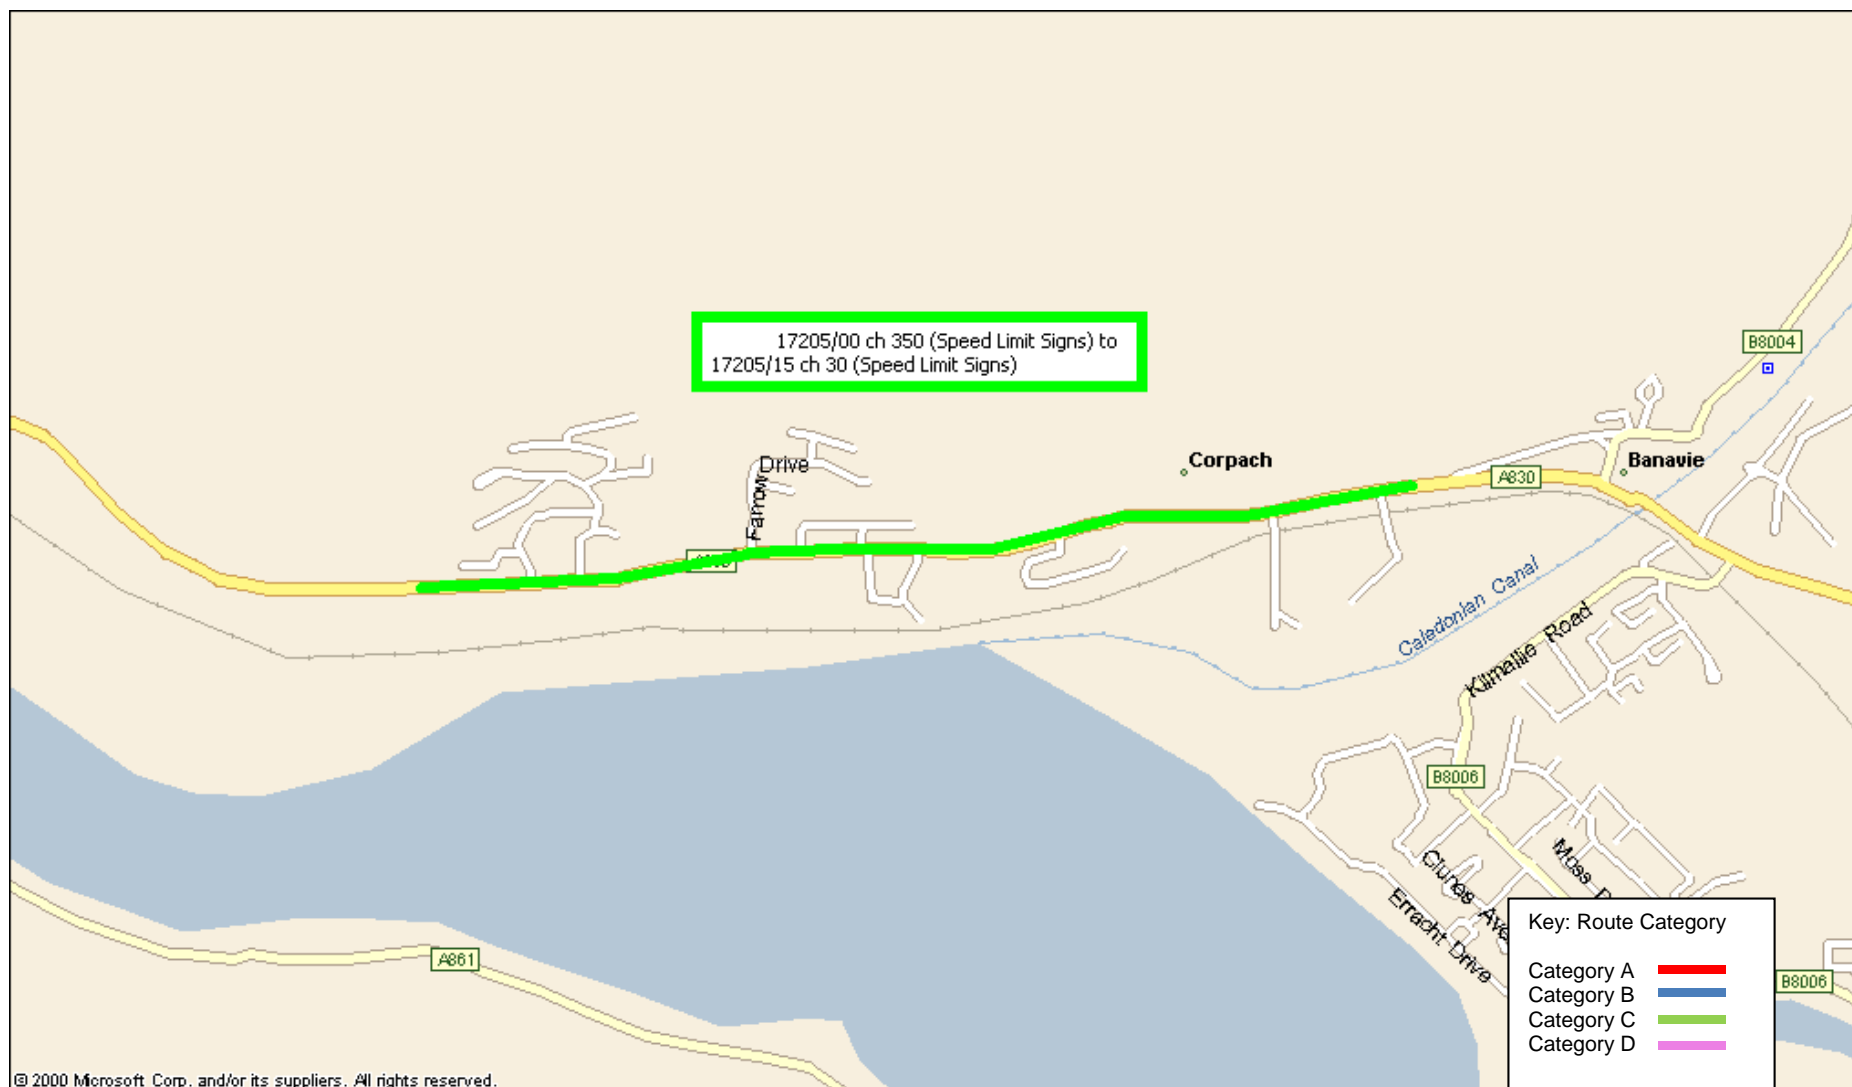 17205/00 ch 350 (Speed Limit Signs) to
17205/15 ch 30 (Speed Limit Signs)
B8004
Corpach
Banavie
A830
Farrow
Drive
Caledonian Canal
Kilmallie Road
B8006
Clunes Ave
Moss
Erracht Drive
A861
B8006
Key: Route Category
Category A
Category B
Category C
Category D
© 2000 Microsoft Corp. and/or its suppliers. All rights reserved.